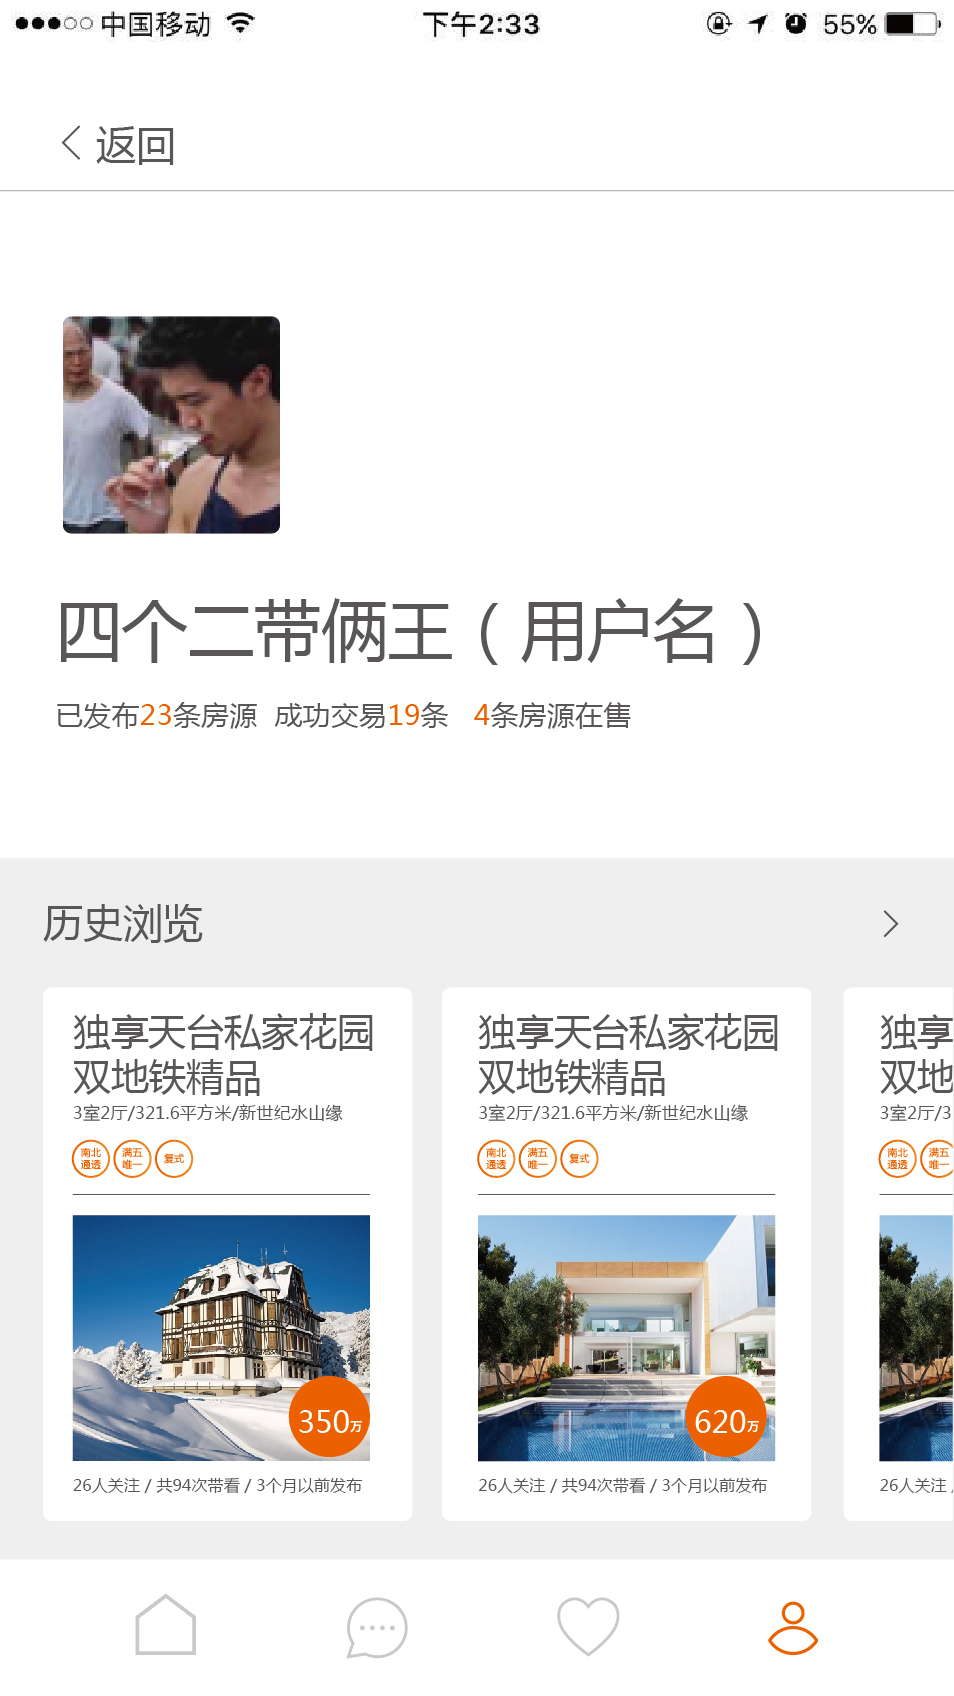 中国移动
下午2:33
55%
返回
四个二带俩王（用户名）
已发布23条房源 成功交易19条 4条房源在售
历史浏览
独享天台私家花园
双地铁精品
3室2厅/321.6平方米/新世纪水山缘
南北
通透
满五
唯一
复式
350万
26人关注 / 共94次带看 / 3个月以前发布
独享天台私家花园
双地铁精品
3室2厅/321.6平方米/新世纪水山缘
南北
通透
满五
唯一
复式
620万
26人关注 / 共94次带看 / 3个月以前发布
独享
双地
3室2厅/3
南北
通透
满五
唯一
26人关注 /